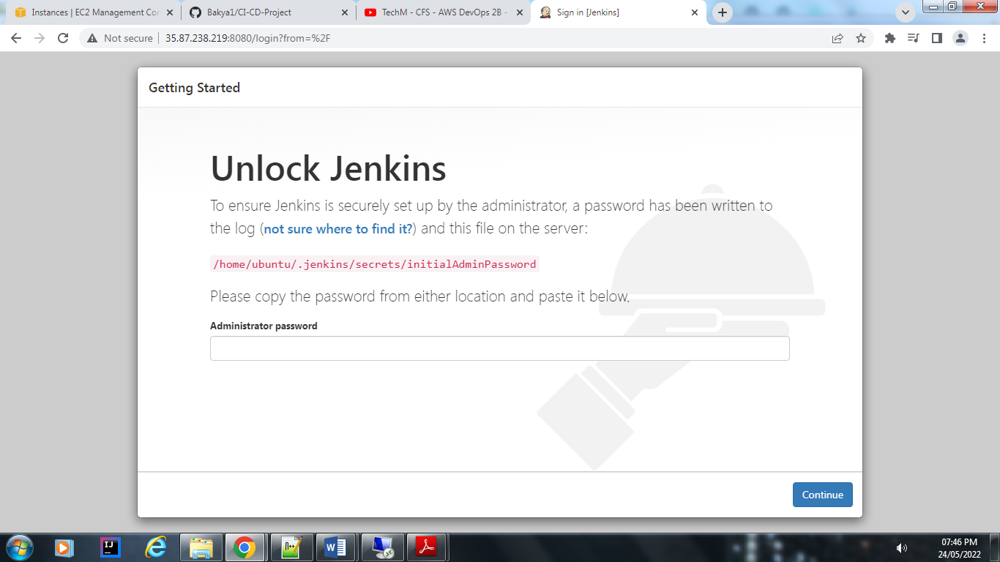 Instances | EC2 Management Con
Bakya1/CI-CD-Project
TechM - CFS - AWS DevOps 2B -
Sign in [Jenkins]
Not secure
35.87.238.219:8080/login?from=%2F
Getting Started
Unlock Jenkins
To ensure Jenkins is securely set up by the administrator, a password has been written to
the log (not sure where to find it?) and this file on the server:
/home/ubuntu/.jenkins/secrets/initialAdminPassword
Please copy the password from either location and paste it below.
Administrator password
Continue
IJ
n++
W
07:46 PM
24/05/2022